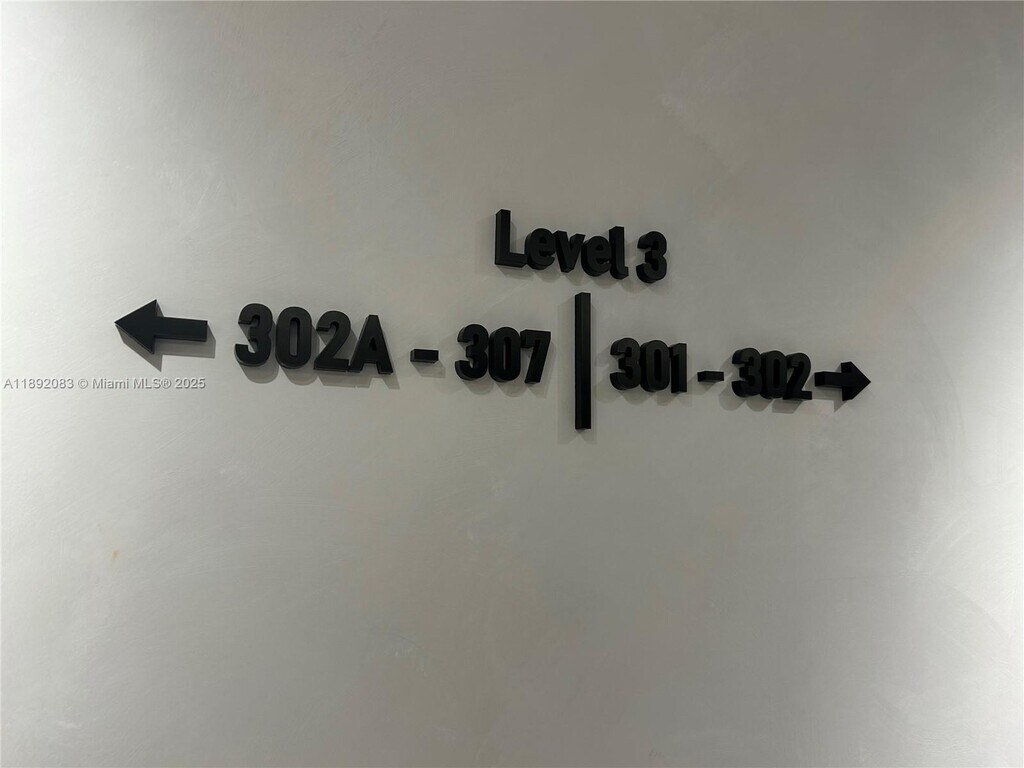 Level 3
← 302A - 307 | 301 - 302 →
A11892083 © Miami MLS® 2025